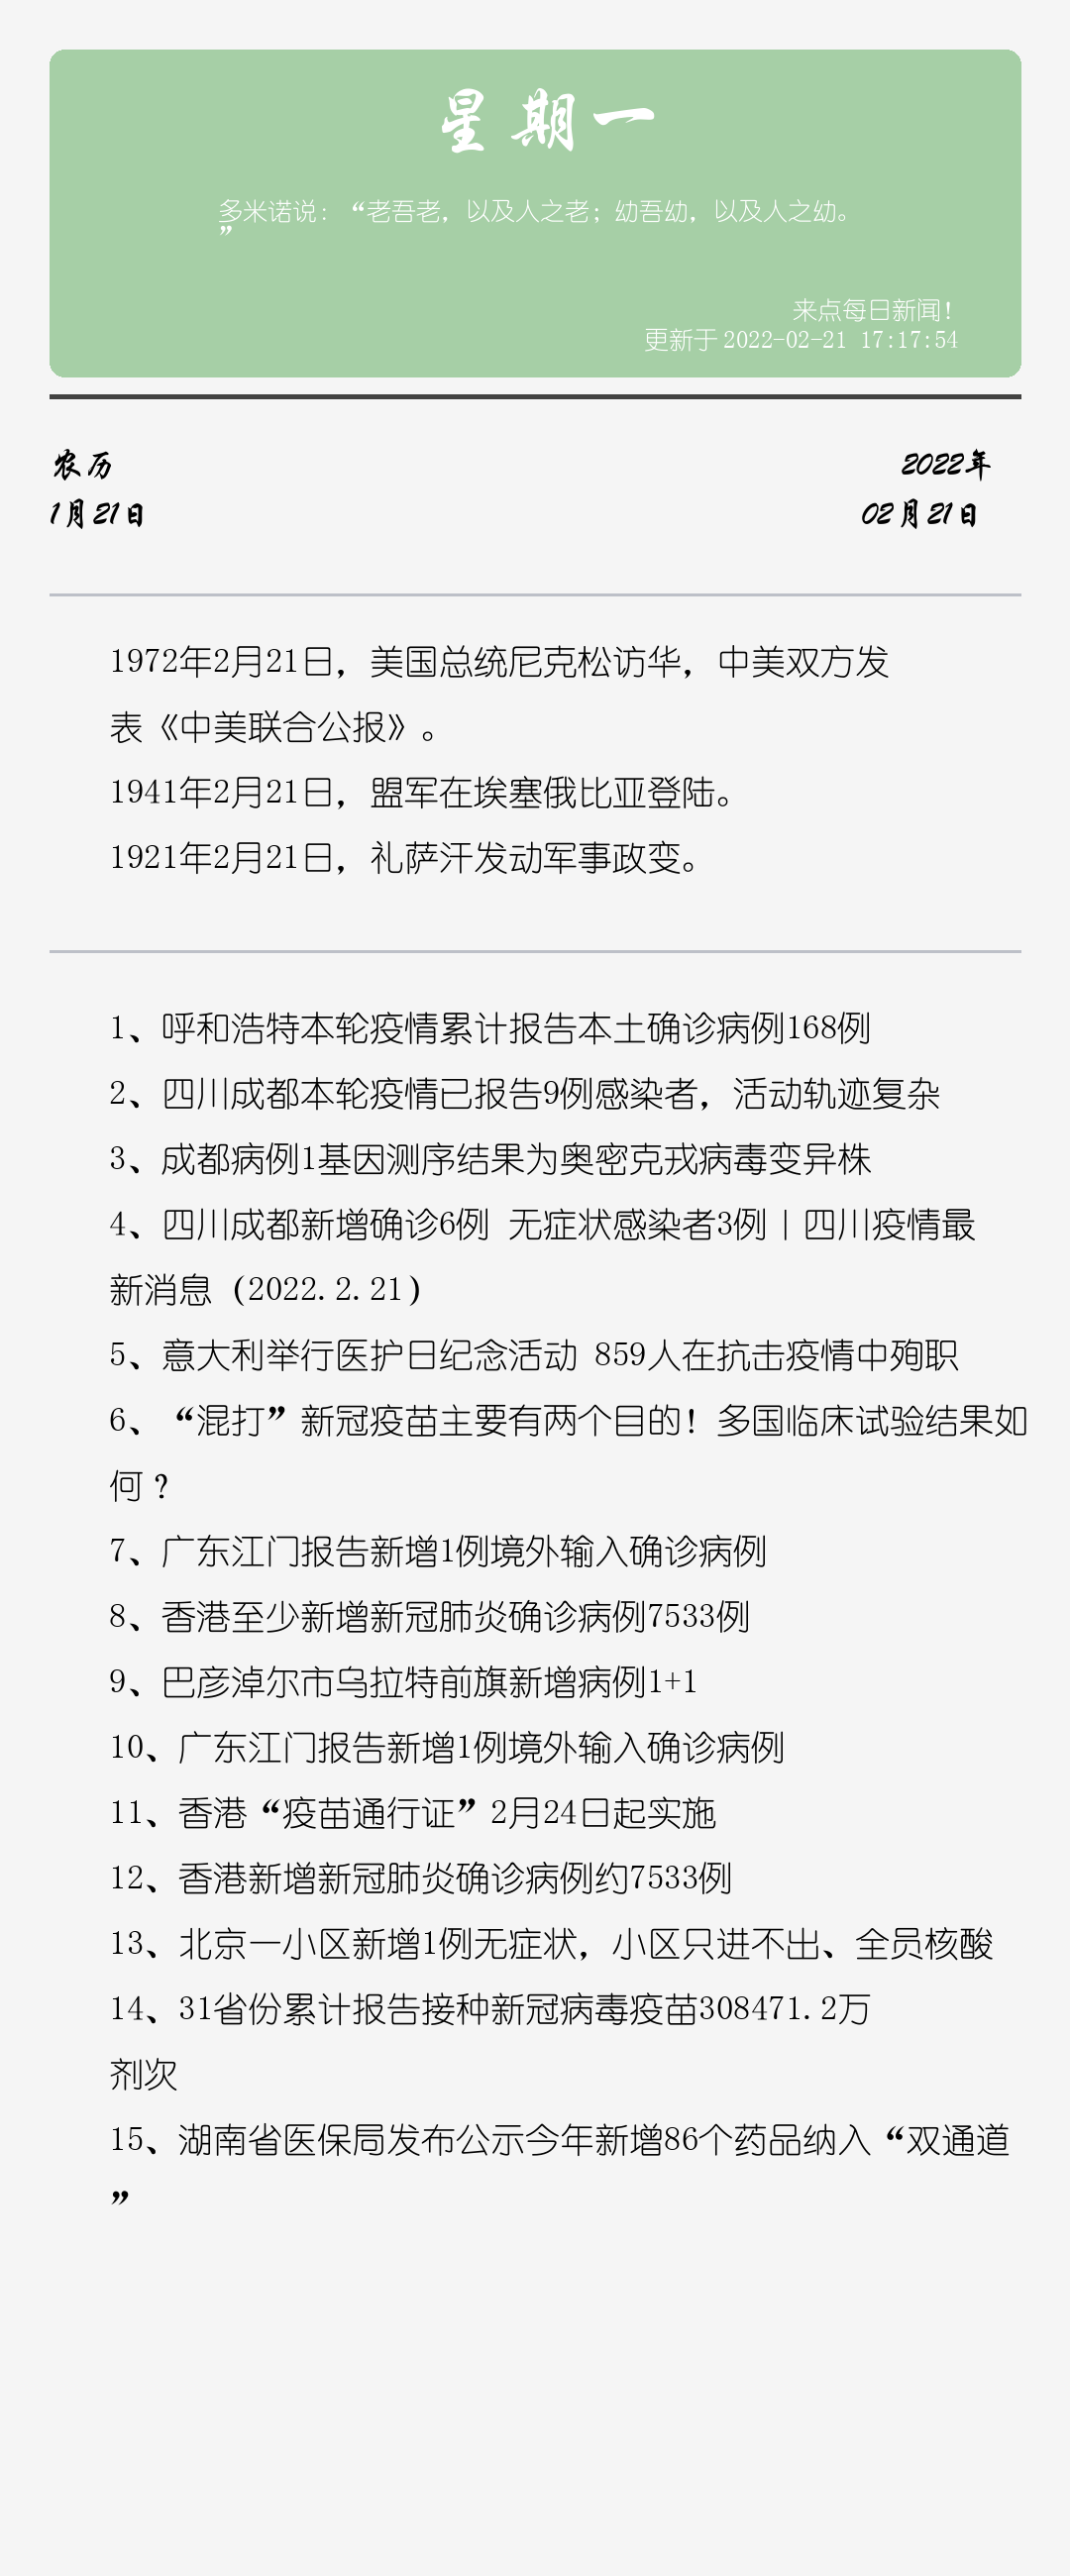 星期一
多米诺说：“老吾老，以及人之老；幼吾幼，以及人之幼。
”
来点每日新闻！
更新于2022-02-21 17:17:54
农历
2022年
1月21日
02月21日
1972年2月21日，美国总统尼克松访华，中美双方发
表《中美联合公报》。
1941年2月21日，盟军在埃塞俄比亚登陆。
1921年2月21日，礼萨汗发动军事政变。
1、呼和浩特本轮疫情累计报告本土确诊病例168例
2、四川成都本轮疫情已报告9例感染者，活动轨迹复杂
3、成都病例1基因测序结果为奥密克戎病毒变异株
4、四川成都新增确诊6例 无症状感染者3例丨四川疫情最
新消息（2022.2.21）
5、意大利举行医护日纪念活动 859人在抗击疫情中殉职
6、“混打”新冠疫苗主要有两个目的！多国临床试验结果如
何？
7、广东江门报告新增1例境外输入确诊病例
8、香港至少新增新冠肺炎确诊病例7533例
9、巴彦淖尔市乌拉特前旗新增病例1+1
10、广东江门报告新增1例境外输入确诊病例
11、香港“疫苗通行证”2月24日起实施
12、香港新增新冠肺炎确诊病例约7533例
13、北京一小区新增1例无症状，小区只进不出、全员核酸
14、31省份累计报告接种新冠病毒疫苗308471.2万
剂次
15、湖南省医保局发布公示今年新增86个药品纳入“双通道
”